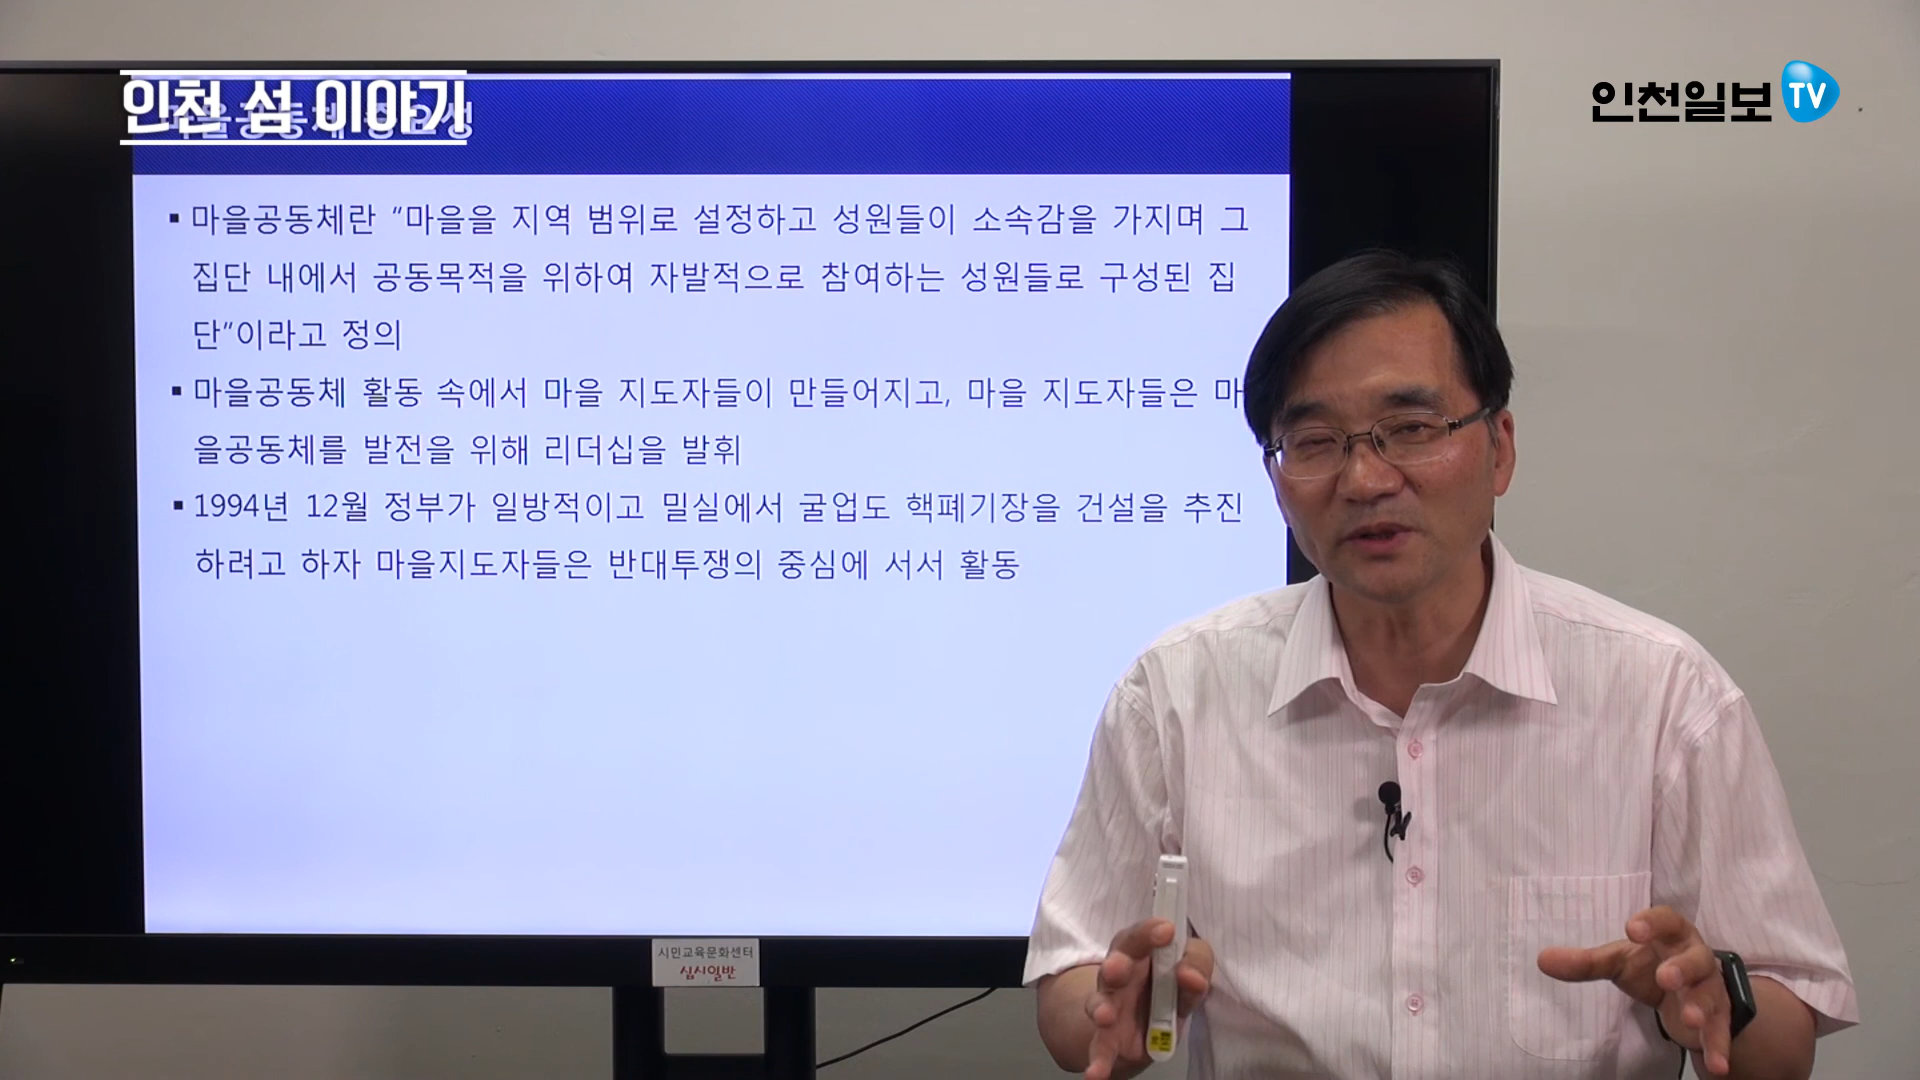 인천 섬 이야기
인천일보 TV
▪ 마을공동체란 “마을을 지역 범위로 설정하고 성원들이 소속감을 가지며 그
집단 내에서 공동목적을 위하여 자발적으로 참여하는 성원들로 구성된 집
단”이라고 정의
▪ 마을공동체 활동 속에서 마을 지도자들이 만들어지고, 마을 지도자들은 마
을공동체를 발전을 위해 리더십을 발휘
▪ 1994년 12월 정부가 일방적이고 밀실에서 굴업도 핵폐기장을 건설을 추진
하려고 하자 마을지도자들은 반대투쟁의 중심에 서서 활동
시민교육문화센터
십시일반